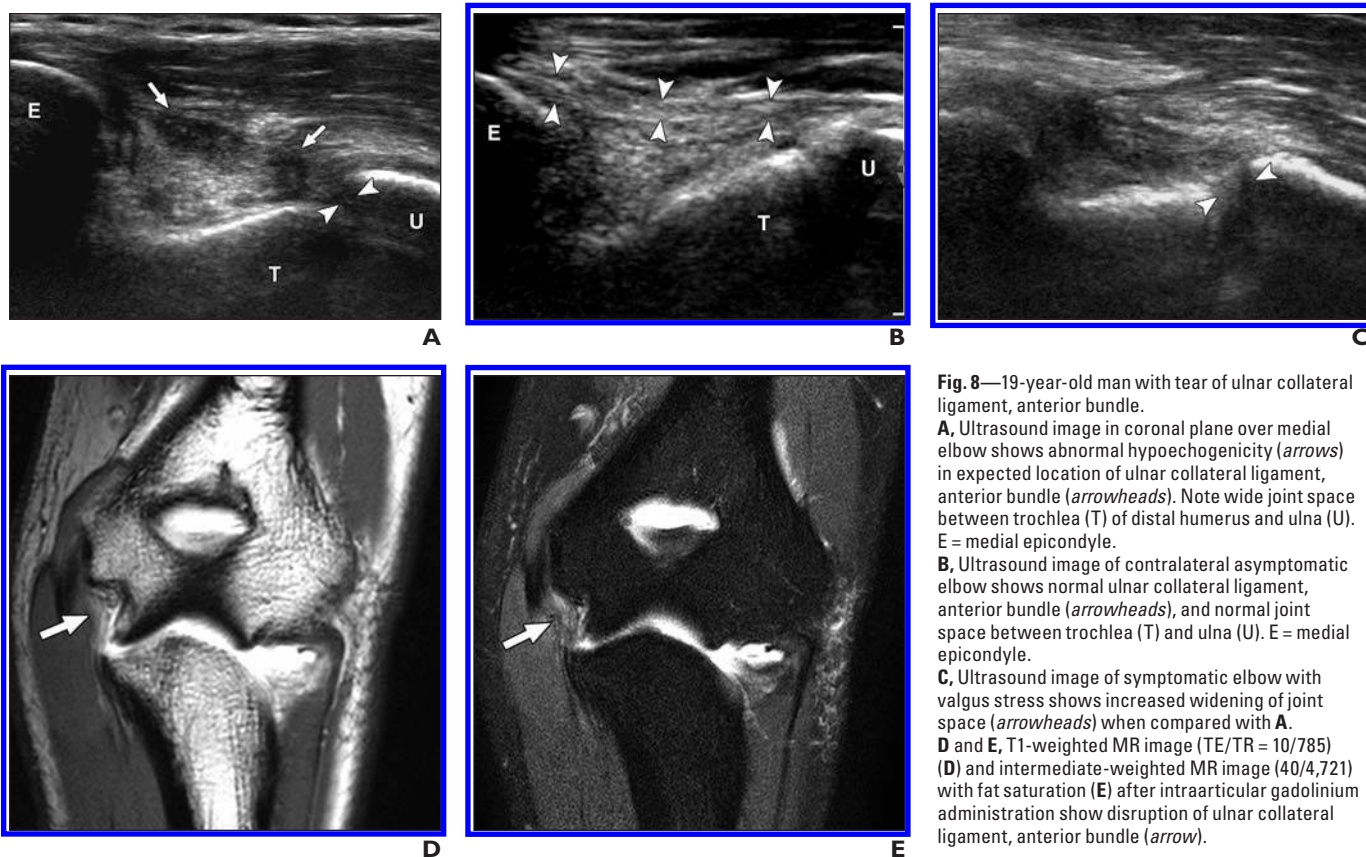 E
T
U
A
E
T
U
B
C
D
E
Fig. 8—19-year-old man with tear of ulnar collateral
ligament, anterior bundle.
A, Ultrasound image in coronal plane over medial
elbow shows abnormal hypoechogenicity (arrows)
in expected location of ulnar collateral ligament,
anterior bundle (arrowheads). Note wide joint space
between trochlea (T) of distal humerus and ulna (U).
E = medial epicondyle.
B, Ultrasound image of contralateral asymptomatic
elbow shows normal ulnar collateral ligament,
anterior bundle (arrowheads), and normal joint
space between trochlea (T) and ulna (U). E = medial
epicondyle.
C, Ultrasound image of symptomatic elbow with
valgus stress shows increased widening of joint
space (arrowheads) when compared with A.
D and E, T1-weighted MR image (TE/TR = 10/785)
(D) and intermediate-weighted MR image (40/4,721)
with fat saturation (E) after intraarticular gadolinium
administration show disruption of ulnar collateral
ligament, anterior bundle (arrow).